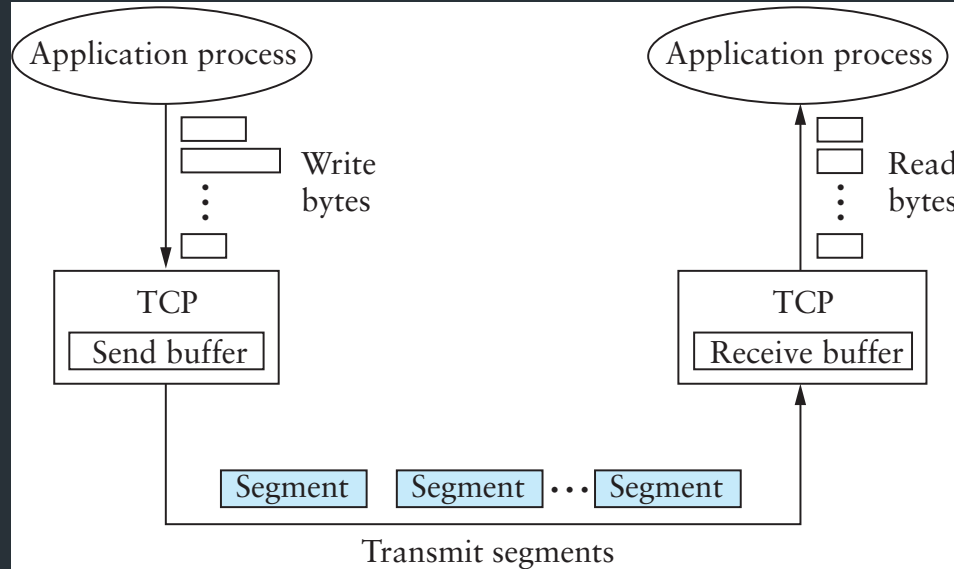 Application process
Application process
Write
bytes
Read
bytes
TCP
Send buffer
TCP
Receive buffer
Segment
Segment
Segment
Transmit segments